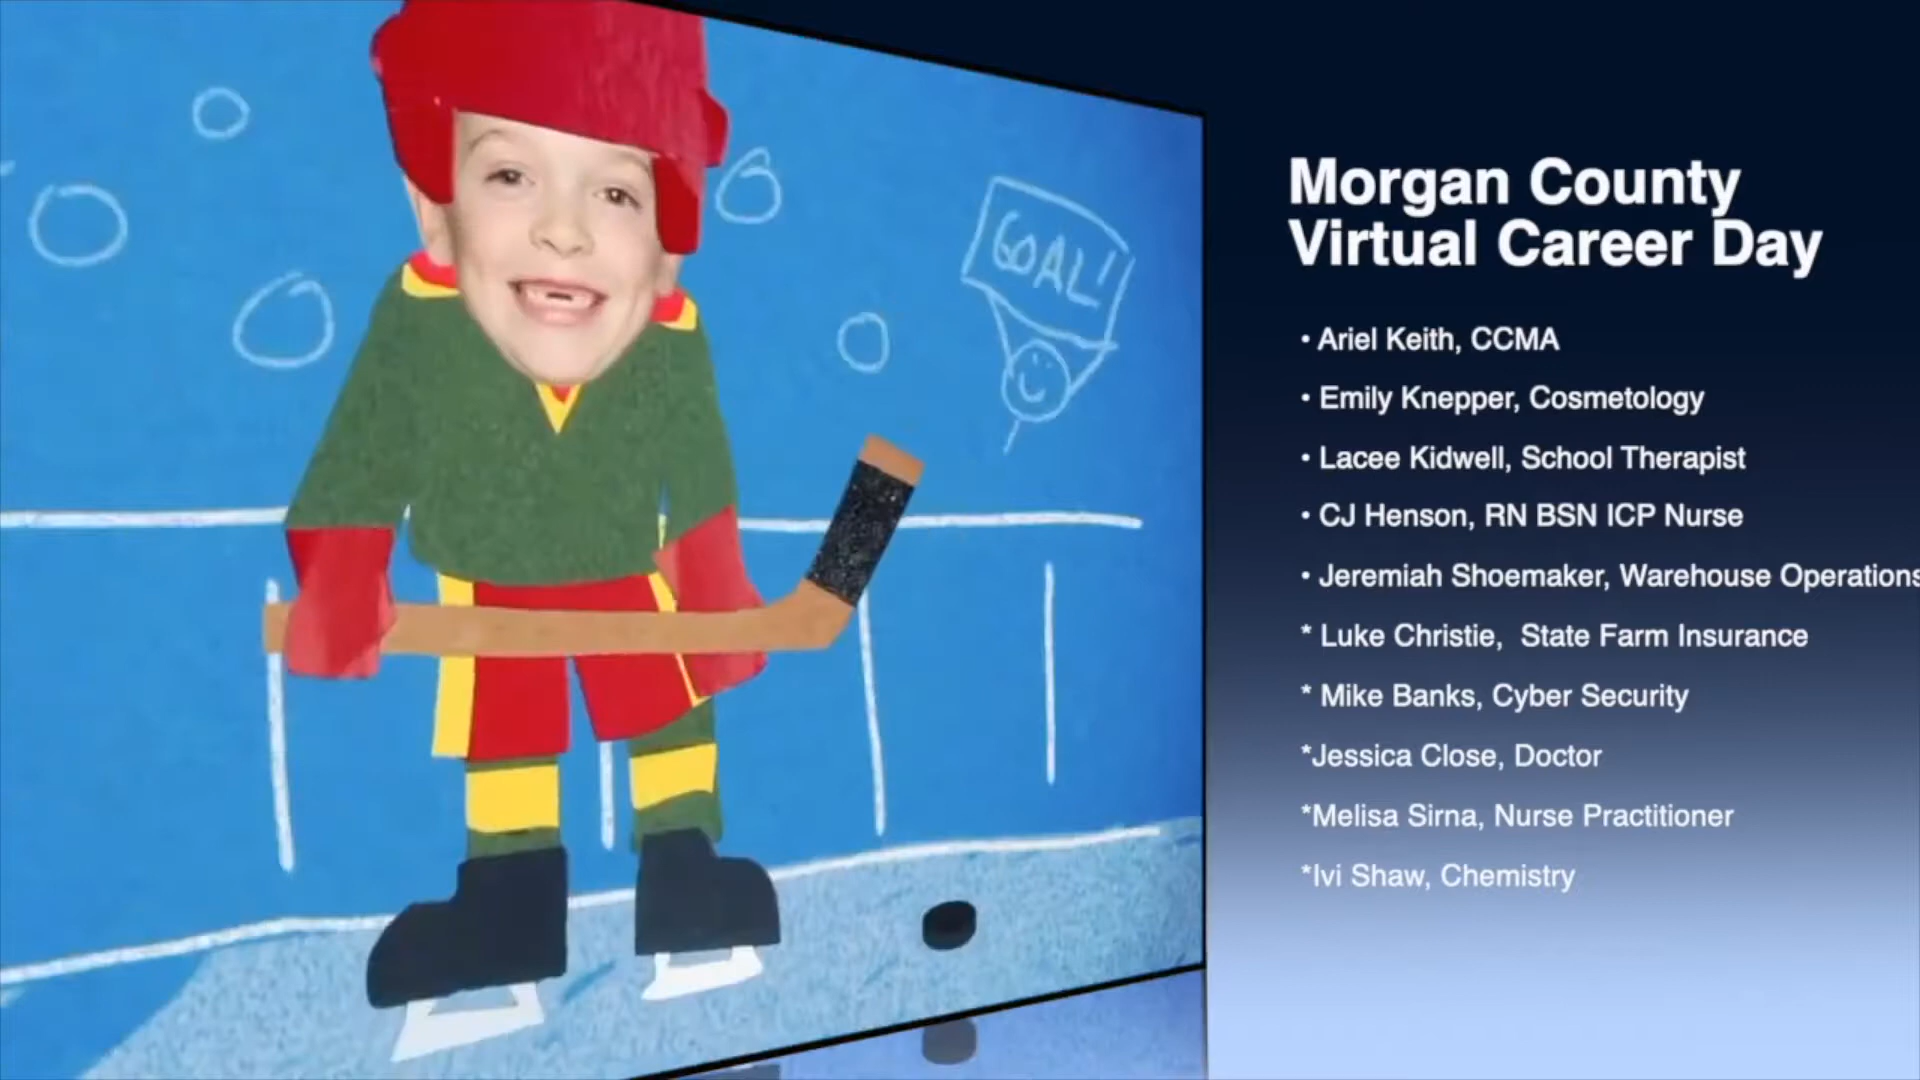 GOAL!
Morgan County
Virtual Career Day
• Ariel Keith, CCMA
• Emily Knepper, Cosmetology
• Lacee Kidwell, School Therapist
• CJ Henson, RN BSN ICP Nurse
• Jeremiah Shoemaker, Warehouse Operations
* Luke Christie,  State Farm Insurance
* Mike Banks, Cyber Security
*Jessica Close, Doctor
*Melisa Sirna, Nurse Practitioner
*Ivi Shaw, Chemistry